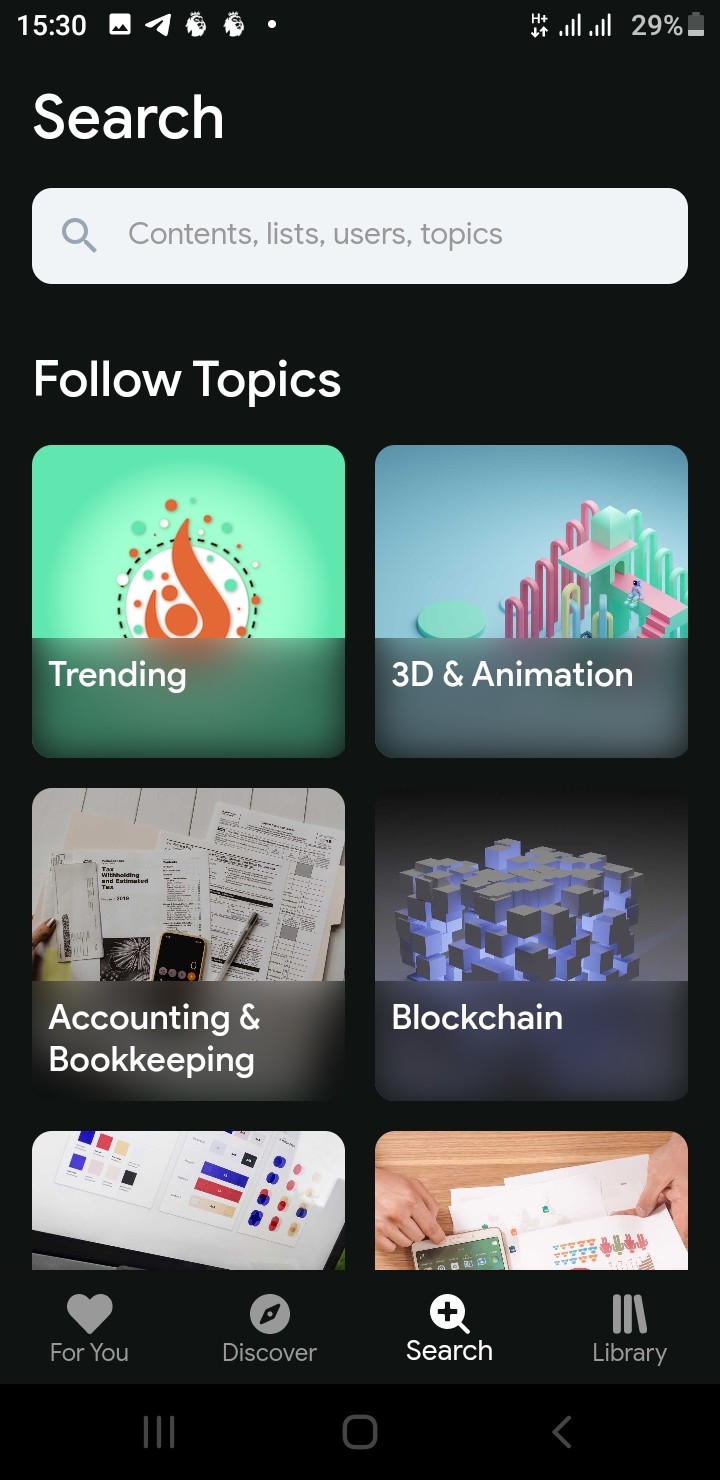 15:30
H+
29%
Search
Contents, lists, users, topics
Follow Topics
Trending
3D & Animation
Tax
Withholding
and Estimated
Tax
2019
Accounting &
Bookkeeping
Blockchain
For You
Discover
Search
Library